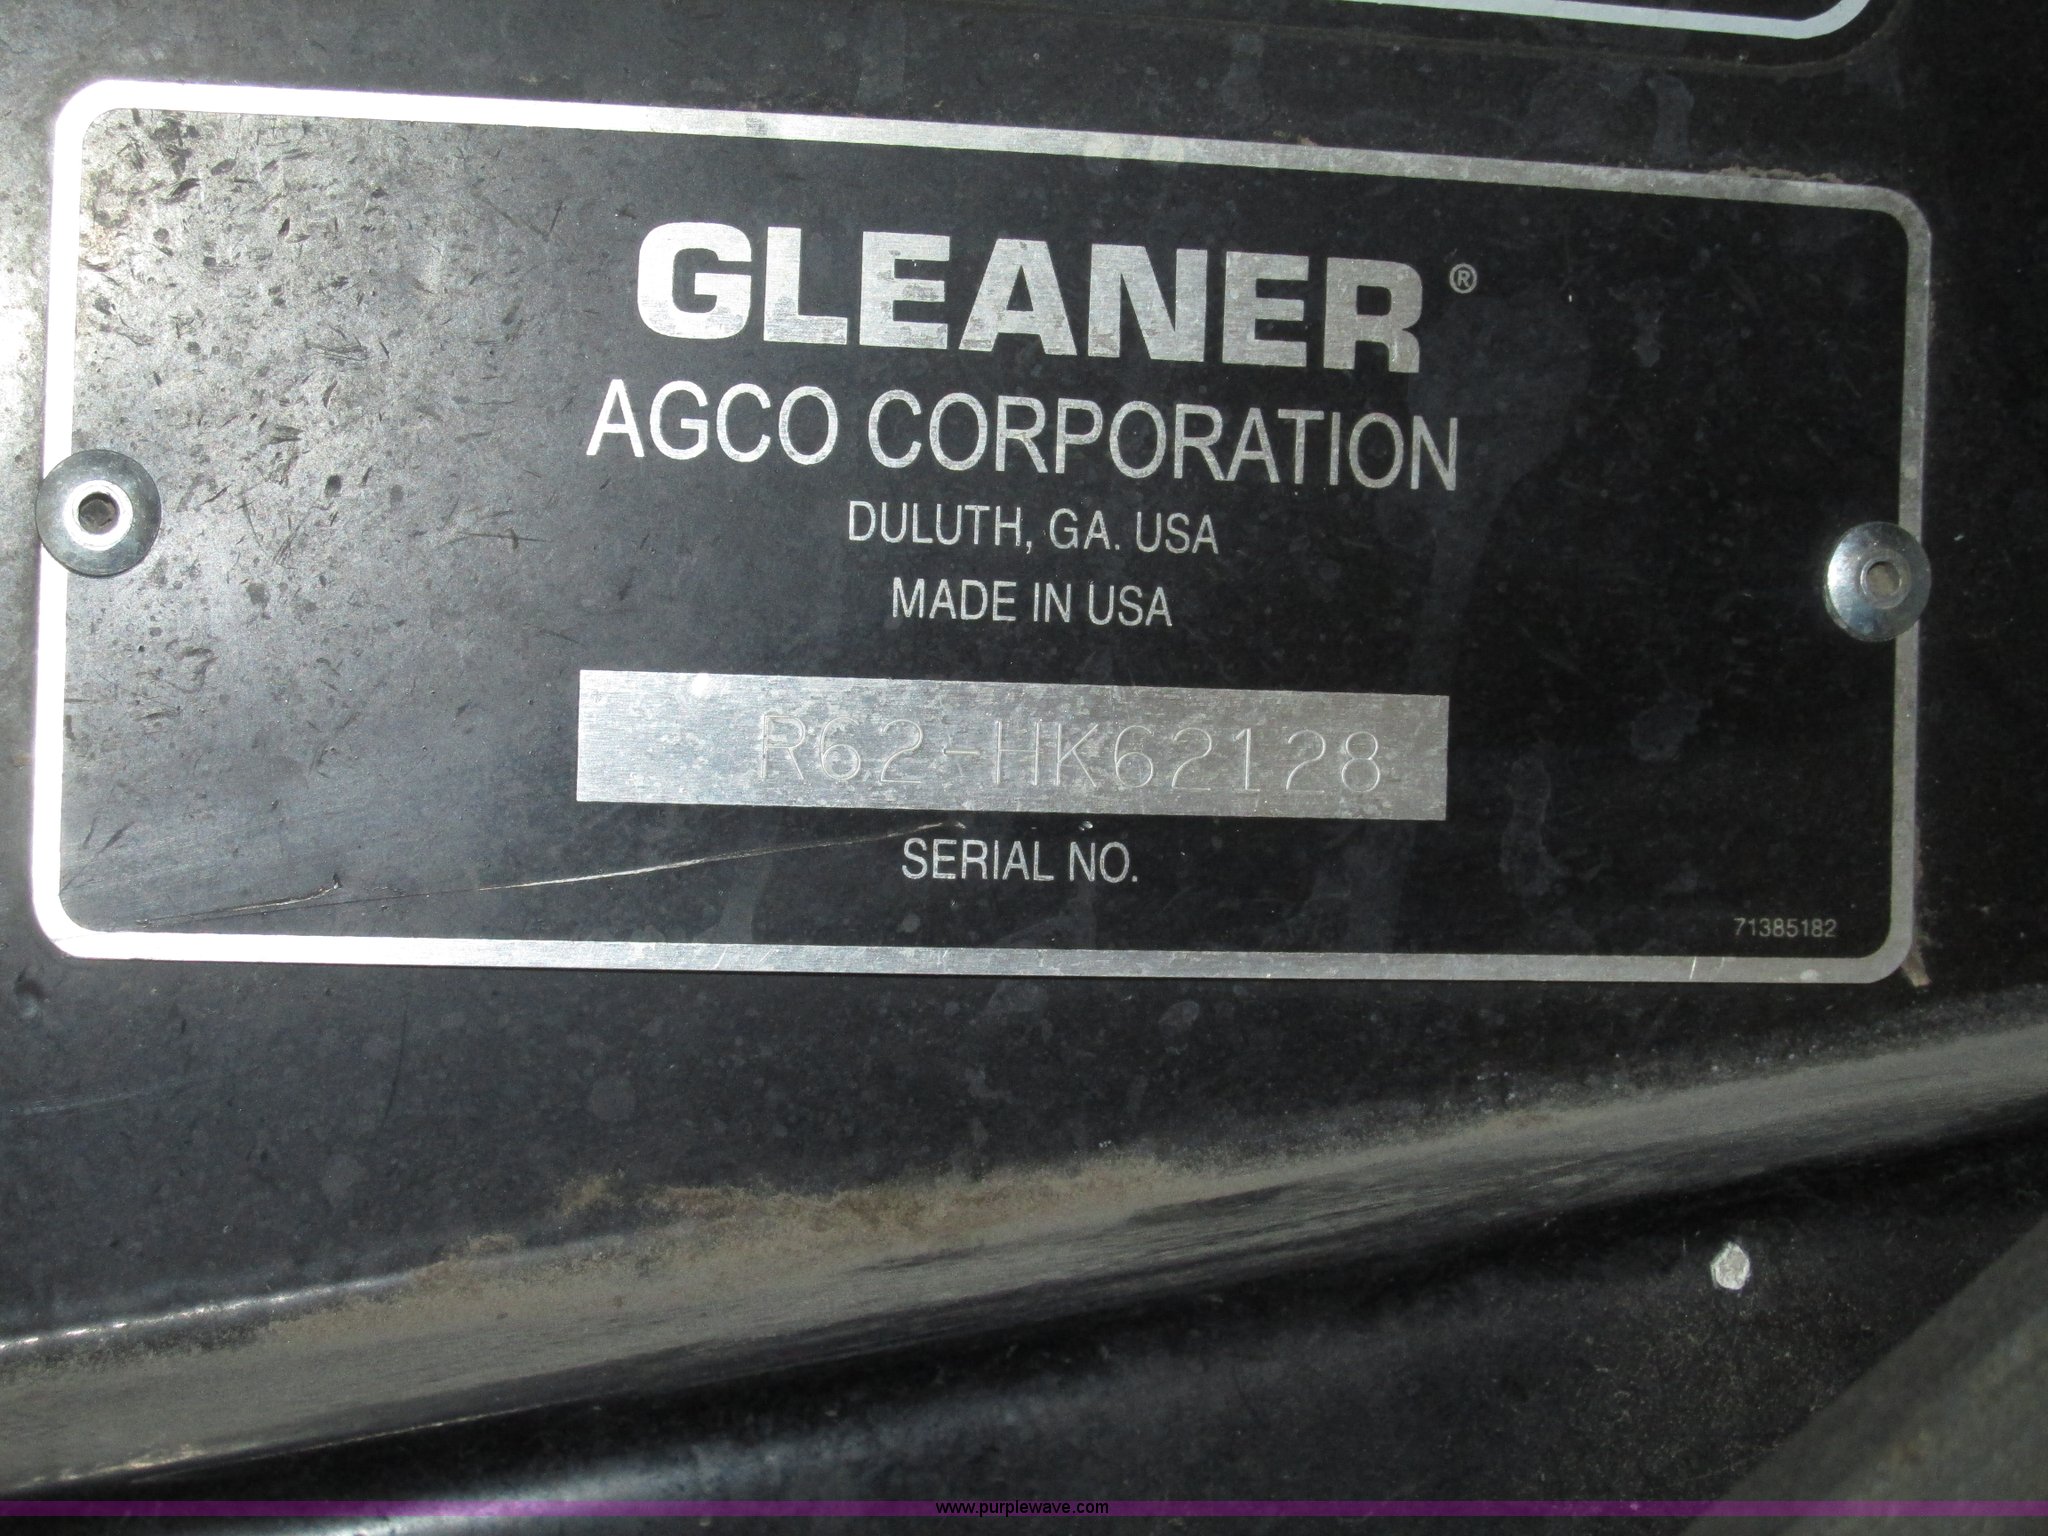 GLEANER®
AGCO CORPORATION
DULUTH, GA. USA
MADE IN USA
R62-HK62128
SERIAL NO.
71385182
www.purplewave.com